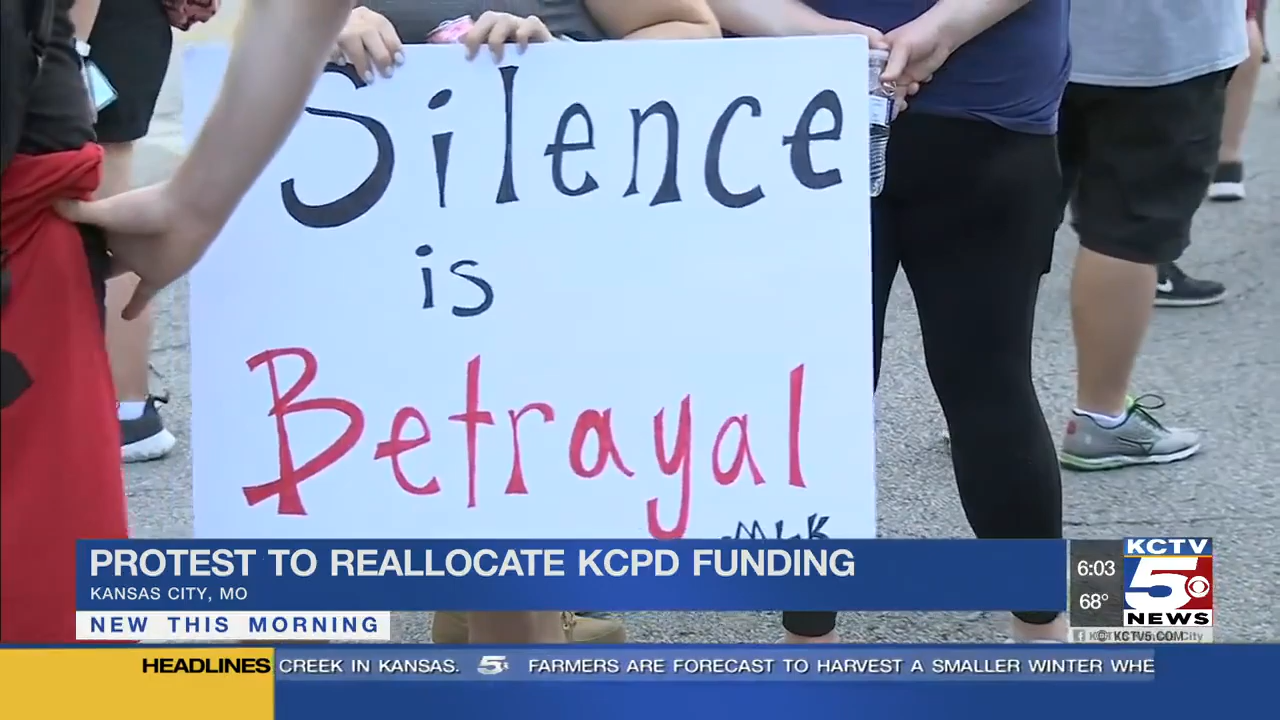 Silence
is
Betrayal
MLK
PROTEST TO REALLOCATE KCPD FUNDING
KANSAS CITY, MO
NEW THIS MORNING
6:03
68°
KCTV
5
NEWS
KCTV5.COM
HEADLINES
CREEK IN KANSAS. 5 FARMERS ARE FORECAST TO HARVEST A SMALLER WINTER WHE